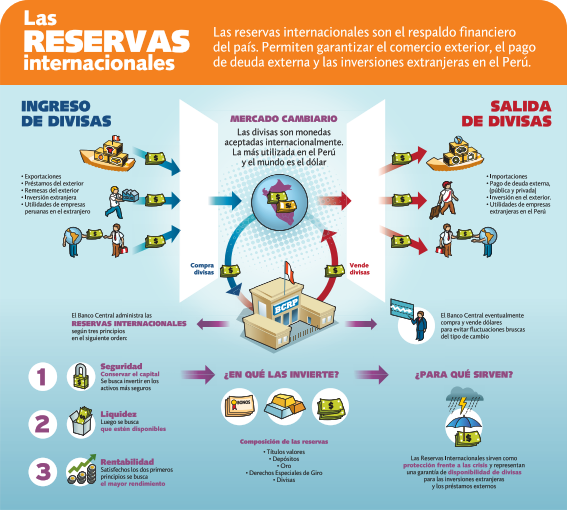 Las
RESERVAS
internacionales
Las reservas internacionales son el respaldo financiero
del país. Permiten garantizar el comercio exterior, el pago
de deuda externa y las inversiones extranjeras en el Perú.
INGRESO
DE DIVISAS
• Exportaciones
• Préstamos del exterior
• Remesas del exterior
• Inversión extranjera
• Utilidades de empresas
peruanas en el extranjero
MERCADO CAMBIARIO
Las divisas son monedas
aceptadas internacionalmente.
La más utilizada en el Perú
y el mundo es el dólar
SALIDA
DE DIVISAS
• Importaciones
• Pago de deuda externa,
(pública y privada)
• Inversión en el exterior.
• Utilidades de empresas
extranjeras en el Perú
Compra
divisas
Vende
divisas
BCRP
El Banco Central administra las
RESERVAS INTERNACIONALES
según tres principios
en el siguiente orden:
El Banco Central eventualmente
compra y vende dólares
para evitar fluctuaciones bruscas
del tipo de cambio
1
Seguridad
Conservar el capital
Se busca invertir en los
activos más seguros
2
Liquidez
Luego se busca
que estén disponibles
3
Rentabilidad
Satisfechos los dos primeros
principios se busca
el mayor rendimiento
¿EN QUÉ LAS INVIERTE?
BONOS
Composición de las reservas
• Títulos valores
• Depósitos
• Oro
• Derechos Especiales de Giro
• Divisas
¿PARA QUÉ SIRVEN?
Las Reservas Internacionales sirven como
protección frente a las crisis y representan
una garantía de disponibilidad de divisas
para las inversiones extranjeras
y los préstamos externos